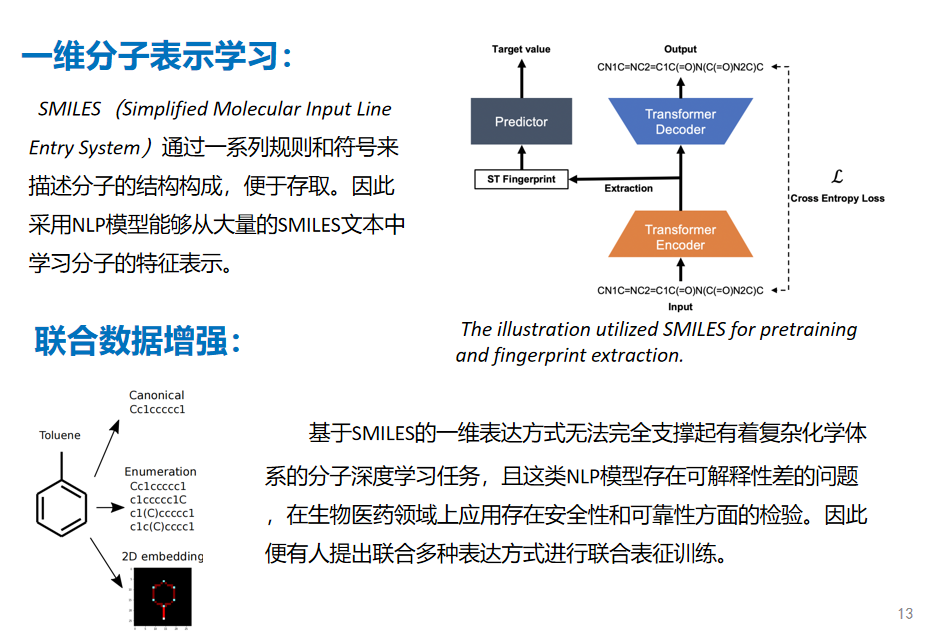 一维分子表示学习：
SMILES（Simplified Molecular Input Line
Entry System）通过一系列规则和符号来
描述分子的结构构成，便于存取。因此
采用NLP模型能够从大量的SMILES文本中
学习分子的特征表示。
Target value
Output
CN1C=NC2=C1C(=O)N(C(=O)N2C)C
Predictor
Transformer
Decoder
ST Fingerprint
Extraction
ℒ
Cross Entropy Loss
Transformer
Encoder
CN1C=NC2=C1C(=O)N(C(=O)N2C)C
Input
The illustration utilized SMILES for pretraining
and fingerprint extraction.
联合数据增强：
Toluene
Canonical
Cc1ccccc1
Enumeration
Cc1ccccc1
c1ccccc1C
c1(C)ccccc1
c1c(C)cccc1
2D embedding
基于SMILES的一维表达方式无法完全支撑起有着复杂化学体
系的分子深度学习任务，且这类NLP模型存在可解释性差的问题
，在生物医药领域上应用存在安全性和可靠性方面的检验。因此
便有人提出联合多种表达方式进行联合表征训练。
13